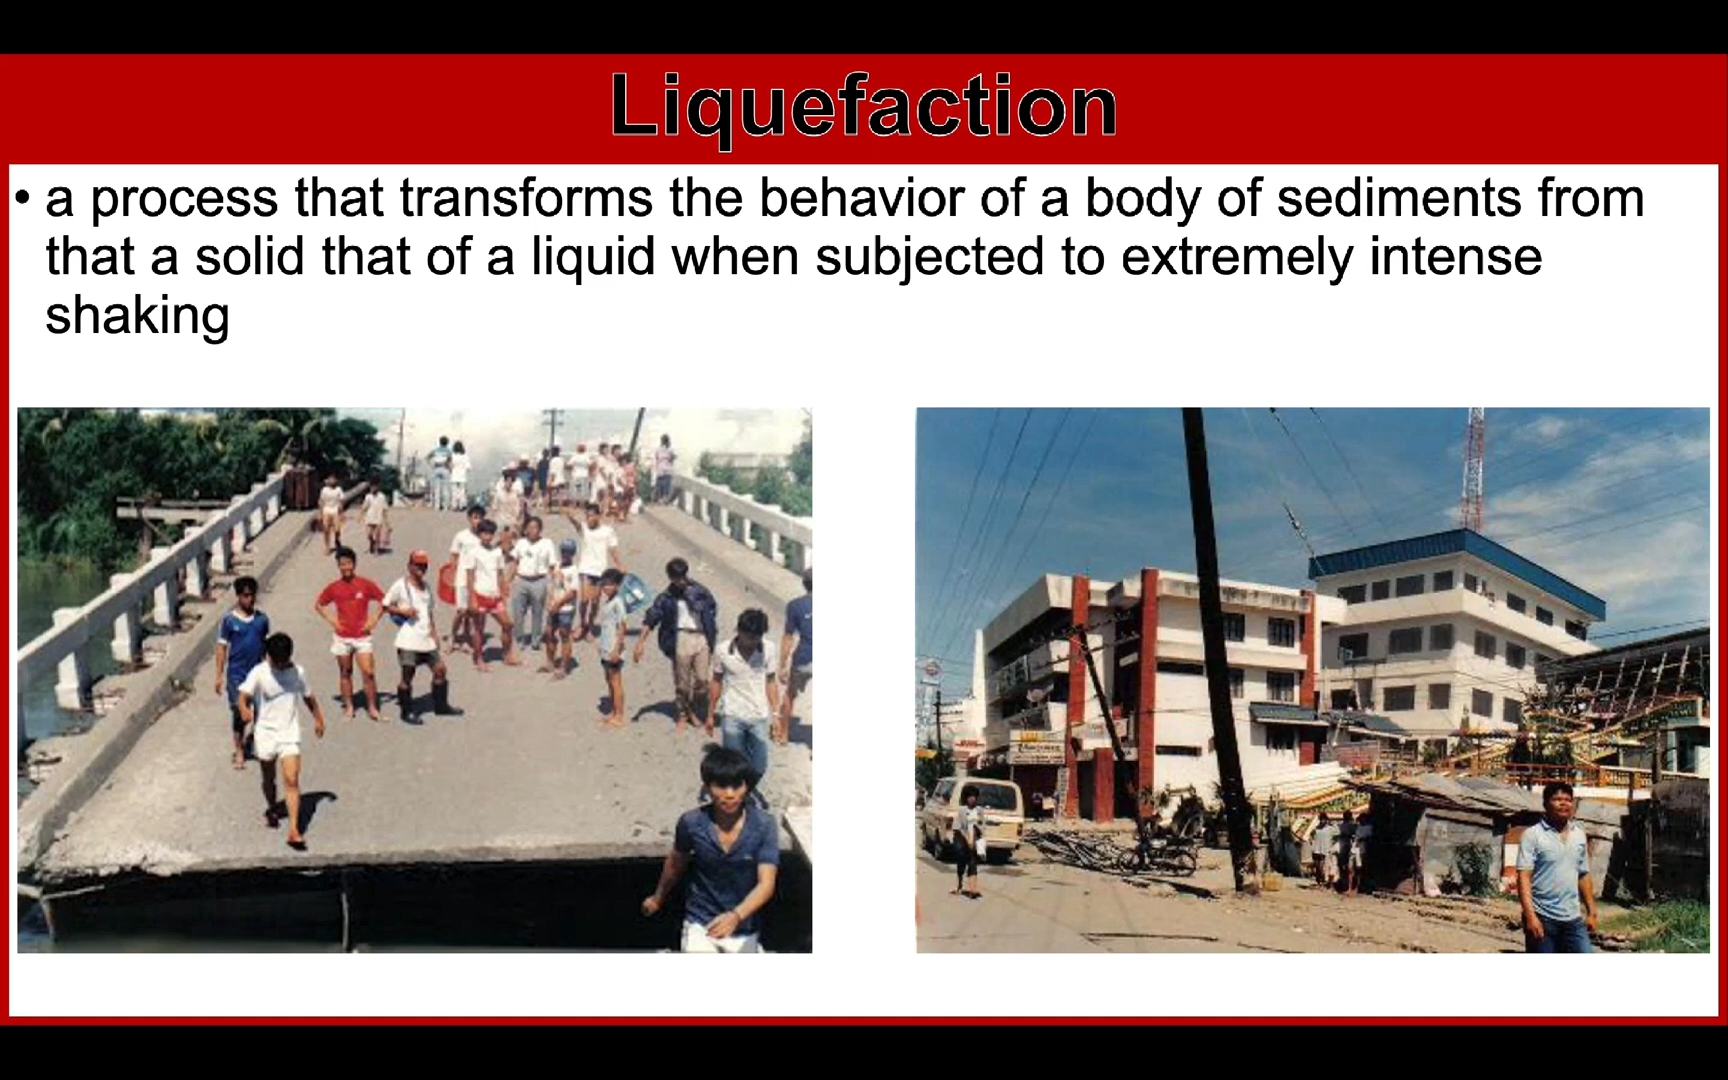 Liquefaction
• a process that transforms the behavior of a body of sediments from
that a solid that of a liquid when subjected to extremely intense
shaking